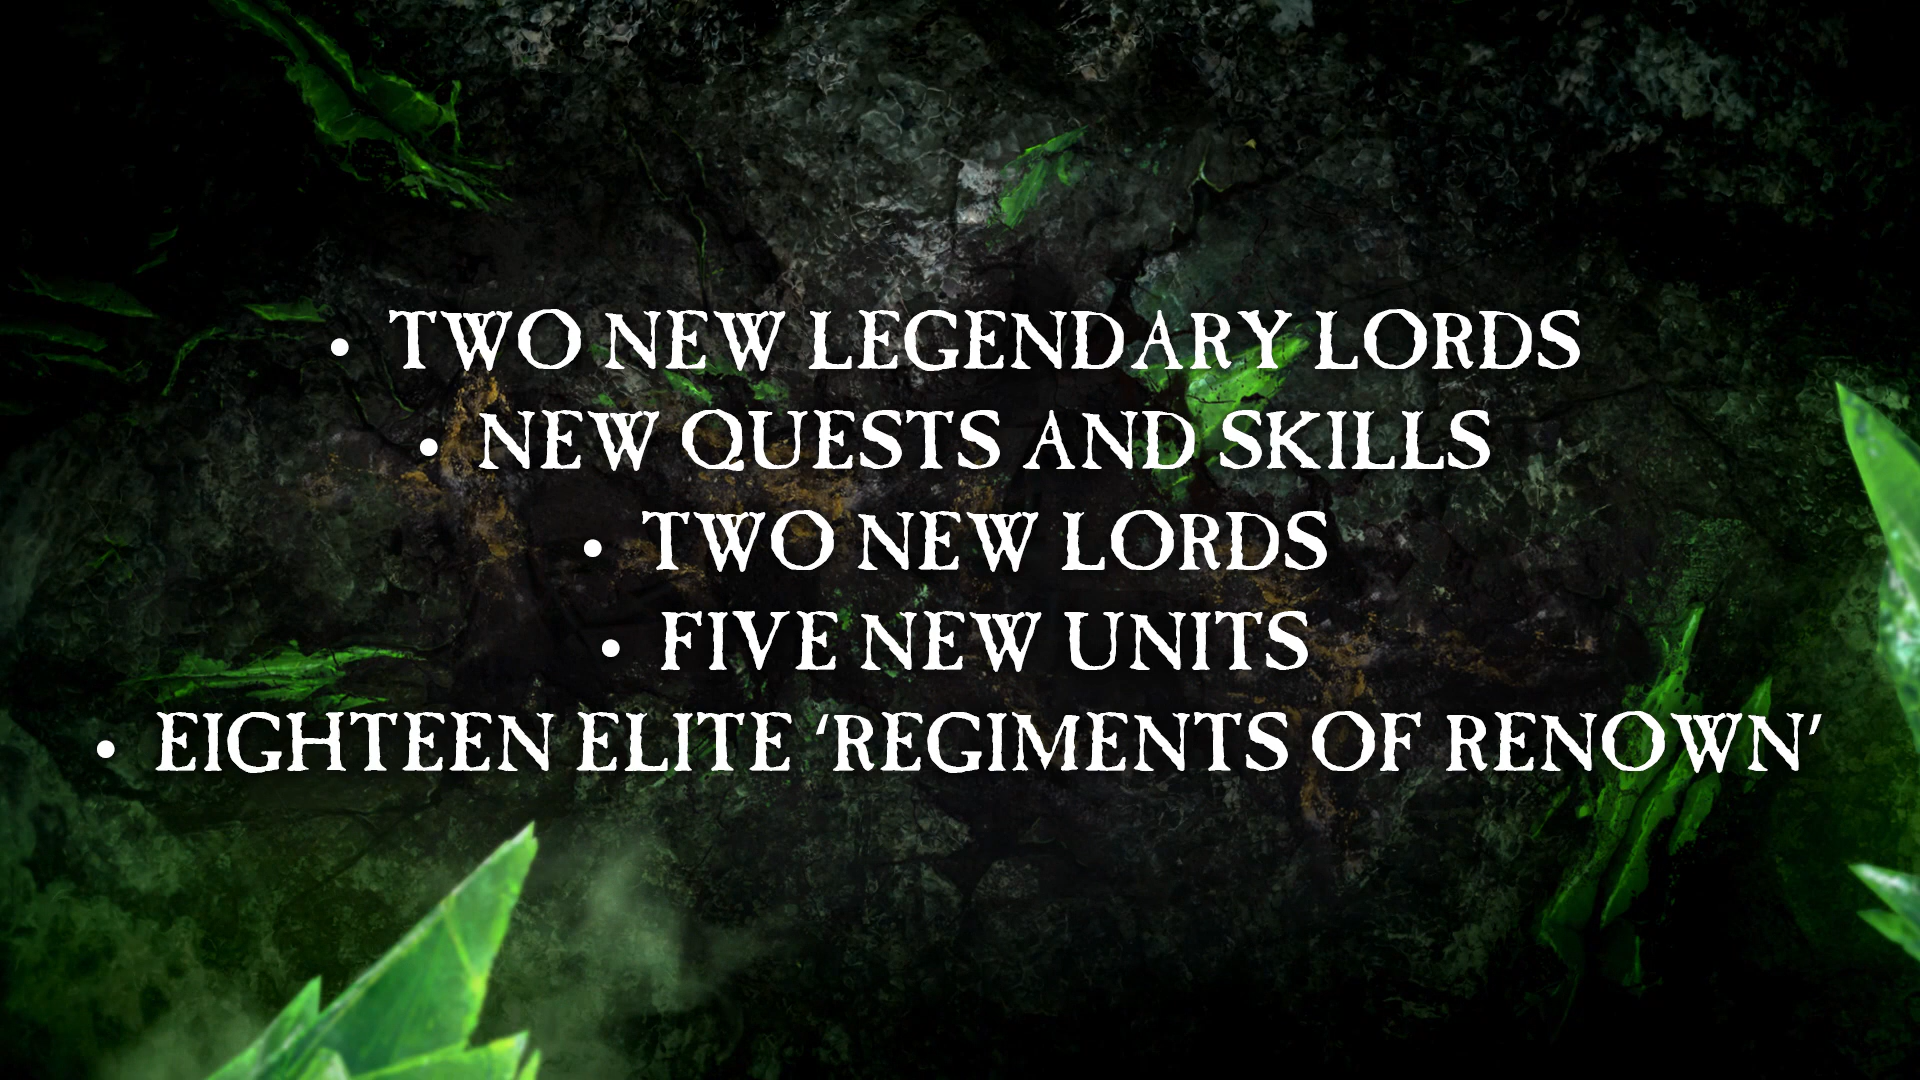 • TWO NEW LEGENDARY LORDS
• NEW QUESTS AND SKILLS
• TWO NEW LORDS
• FIVE NEW UNITS
• EIGHTEEN ELITE ‘REGIMENTS OF RENOWN’